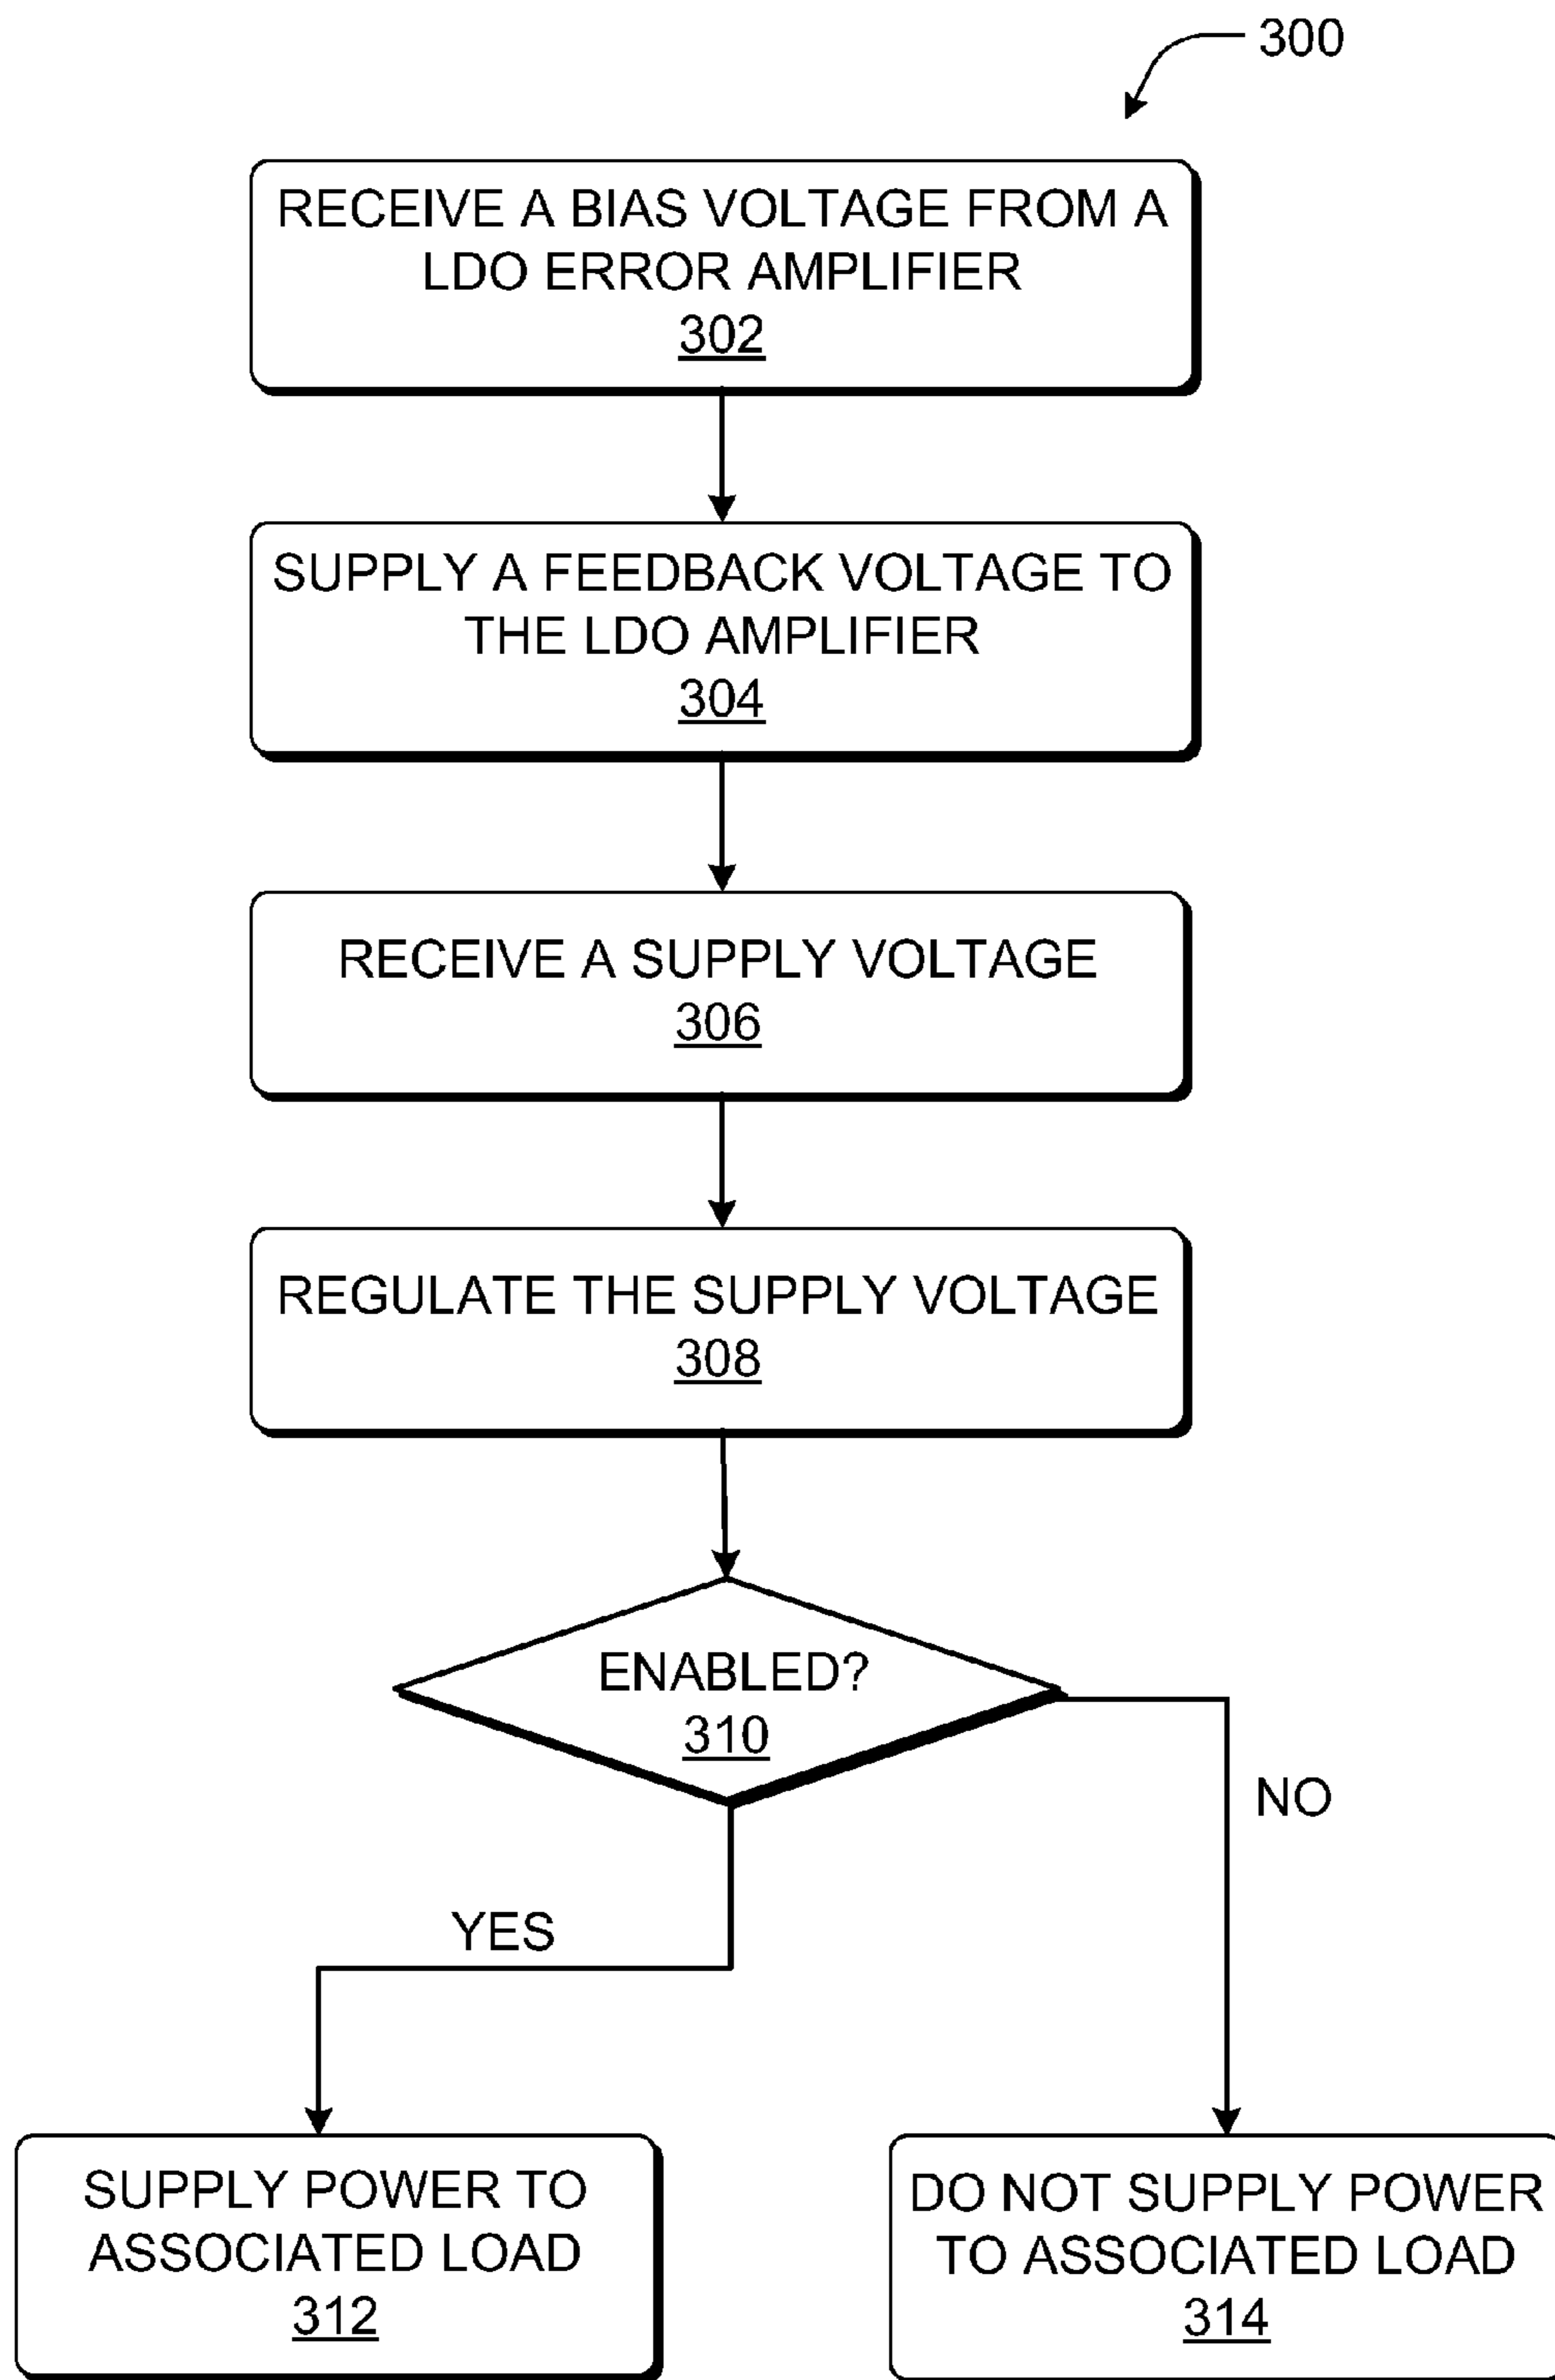 300
RECEIVE A BIAS VOLTAGE FROM A
LDO ERROR AMPLIFIER
302
SUPPLY A FEEDBACK VOLTAGE TO
THE LDO AMPLIFIER
304
RECEIVE A SUPPLY VOLTAGE
306
REGULATE THE SUPPLY VOLTAGE
308
ENABLED?
310
NO
YES
SUPPLY POWER TO
ASSOCIATED LOAD
312
DO NOT SUPPLY POWER
TO ASSOCIATED LOAD
314